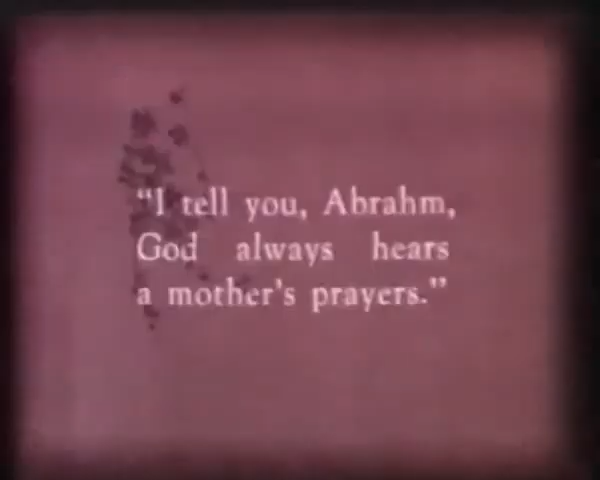 “I tell you, Abrahm,
God always hears
a mother's prayers.”